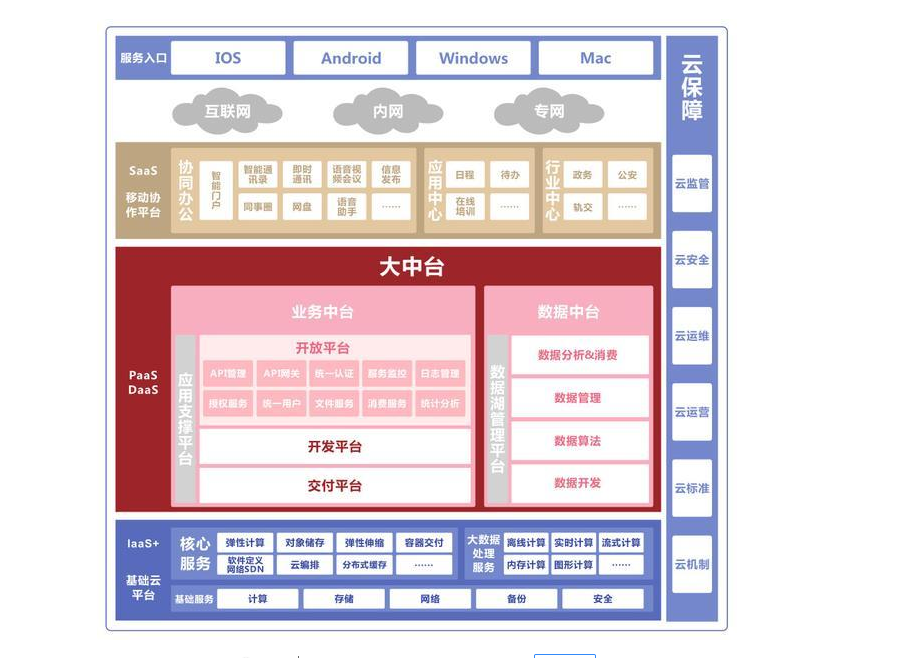 服务入口
IOS
Android
Windows
Mac
互联网
内网
专网
SaaS
移动协
作平台
协同办公
智能门户
智能通
讯录
即时
通讯
语音视
频会议
信息
发布
同事圈
网盘
语音
助手
……
应用中心
日程
待办
在线
培训
……
行业中心
政务
公安
轨交
……
大中台
PaaS
DaaS
业务中台
应用支撑平台
开放平台
API管理
API网关
统一认证
服务监控
日志管理
授权服务
统一用户
文件服务
消费服务
统计分析
开发平台
交付平台
数据中台
数据湖管理平台
数据分析&消费
数据管理
数据算法
数据开发
IaaS+
基础云
平台
核心
服务
弹性计算
对象储存
弹性伸缩
容器交付
软件定义
网络SDN
云编排
分布式缓存
……
大数据
处理
服务
离线计算
实时计算
流式计算
内存计算
图形计算
……
基础服务
计算
存储
网络
备份
安全
云保障
云监管
云安全
云运维
云运营
云标准
云机制